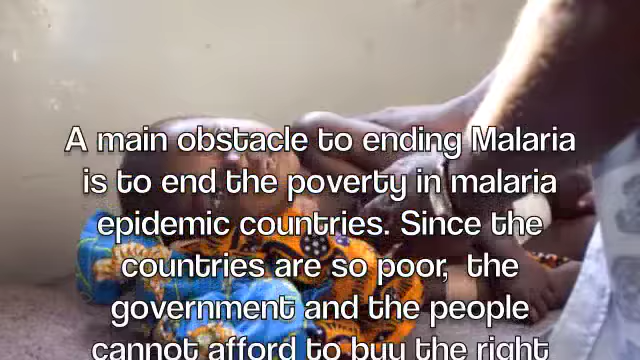 A main obstacle to ending Malaria
is to end the poverty in malaria
epidemic countries. Since the
countries are so poor, the
government and the people
cannot afford to buy the right